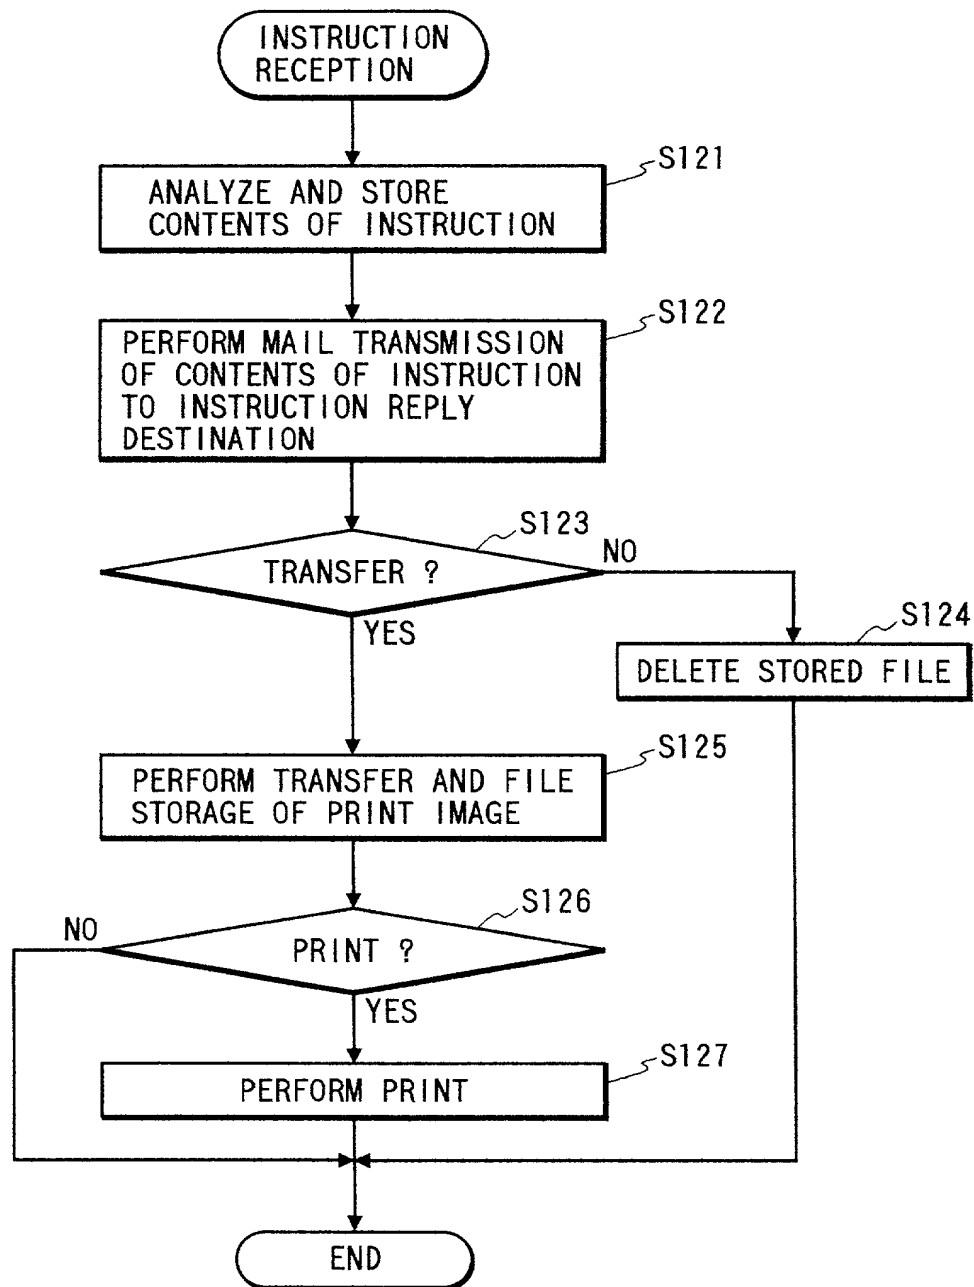 INSTRUCTION
RECEPTION
S121
ANALYZE AND STORE
CONTENTS OF INSTRUCTION
S122
PERFORM MAIL TRANSMISSION
OF CONTENTS OF INSTRUCTION
TO INSTRUCTION REPLY
DESTINATION
S123
TRANSFER ?
NO
YES
S124
DELETE STORED FILE
S125
PERFORM TRANSFER AND FILE
STORAGE OF PRINT IMAGE
S126
NO
PRINT ?
YES
S127
PERFORM PRINT
END